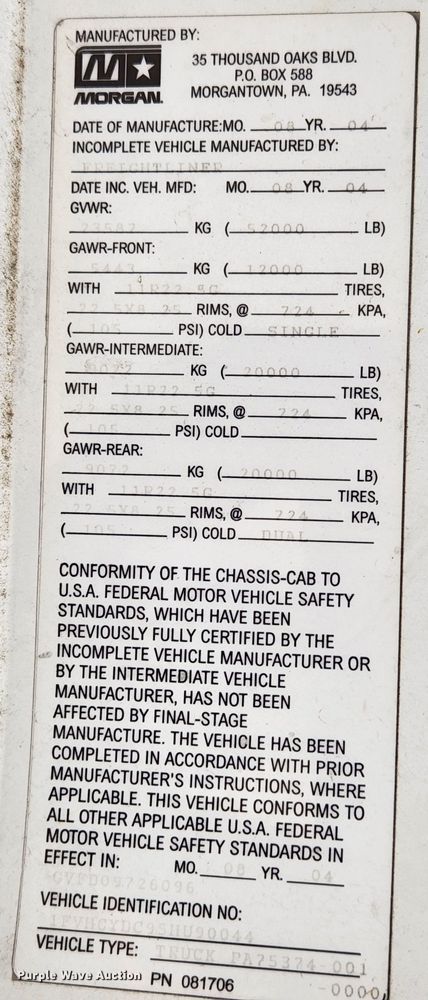 MANUFACTURED BY:
MORGAN
35 THOUSAND OAKS BLVD.
P.O. BOX 588
MORGANTOWN, PA. 19543
DATE OF MANUFACTURE:MO. 08 YR. 04
INCOMPLETE VEHICLE MANUFACTURED BY:
FREIGHTLINER
DATE INC. VEH. MFD: MO. 08 YR. 04
GVWR:
23587 KG ( 52000 LB)
GAWR-FRONT:
5443 KG ( 12000 LB)
WITH 11R22.5G TIRES,
22.5X8.25 RIMS, @ 724 KPA,
( 105 PSI) COLD SINGLE
GAWR-INTERMEDIATE:
9072 KG ( 20000 LB)
WITH 11R22.5G TIRES,
22.5X8.25 RIMS, @ 724 KPA,
( 105 PSI) COLD
GAWR-REAR:
9072 KG ( 20000 LB)
WITH 11R22.5G TIRES,
22.5X8.25 RIMS, @ 724 KPA,
( 105 PSI) COLD DUAL
CONFORMITY OF THE CHASSIS-CAB TO
U.S.A. FEDERAL MOTOR VEHICLE SAFETY
STANDARDS, WHICH HAVE BEEN
PREVIOUSLY FULLY CERTIFIED BY THE
INCOMPLETE VEHICLE MANUFACTURER OR
BY THE INTERMEDIATE VEHICLE
MANUFACTURER, HAS NOT BEEN
AFFECTED BY FINAL-STAGE
MANUFACTURE. THE VEHICLE HAS BEEN
COMPLETED IN ACCORDANCE WITH PRIOR
MANUFACTURER'S INSTRUCTIONS, WHERE
APPLICABLE. THIS VEHICLE CONFORMS TO
ALL OTHER APPLICABLE U.S.A. FEDERAL
MOTOR VEHICLE SAFETY STANDARDS IN
EFFECT IN: MO. 08 YR. 04
GVFD09726096
VEHICLE IDENTIFICATION NO:
1FVHCYDC95HU90044
VEHICLE TYPE: TRUCK PA75374-001
PN 081706 -0000
Purple Wave Auction